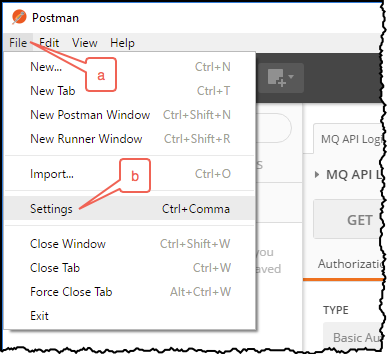 Postman
File Edit View Help
a
New... Ctrl+N
New Tab Ctrl+T
New Postman Window Ctrl+Shift+N
New Runner Window Ctrl+Shift+R
Import... Ctrl+O
b
Settings Ctrl+Comma
Close Window Ctrl+Shift+W
Close Tab Ctrl+W
Force Close Tab Alt+Ctrl+W
Exit
S
you
aved
MQ API Logi
MQ API Log
GET
Authorizatio
TYPE
Basic Au